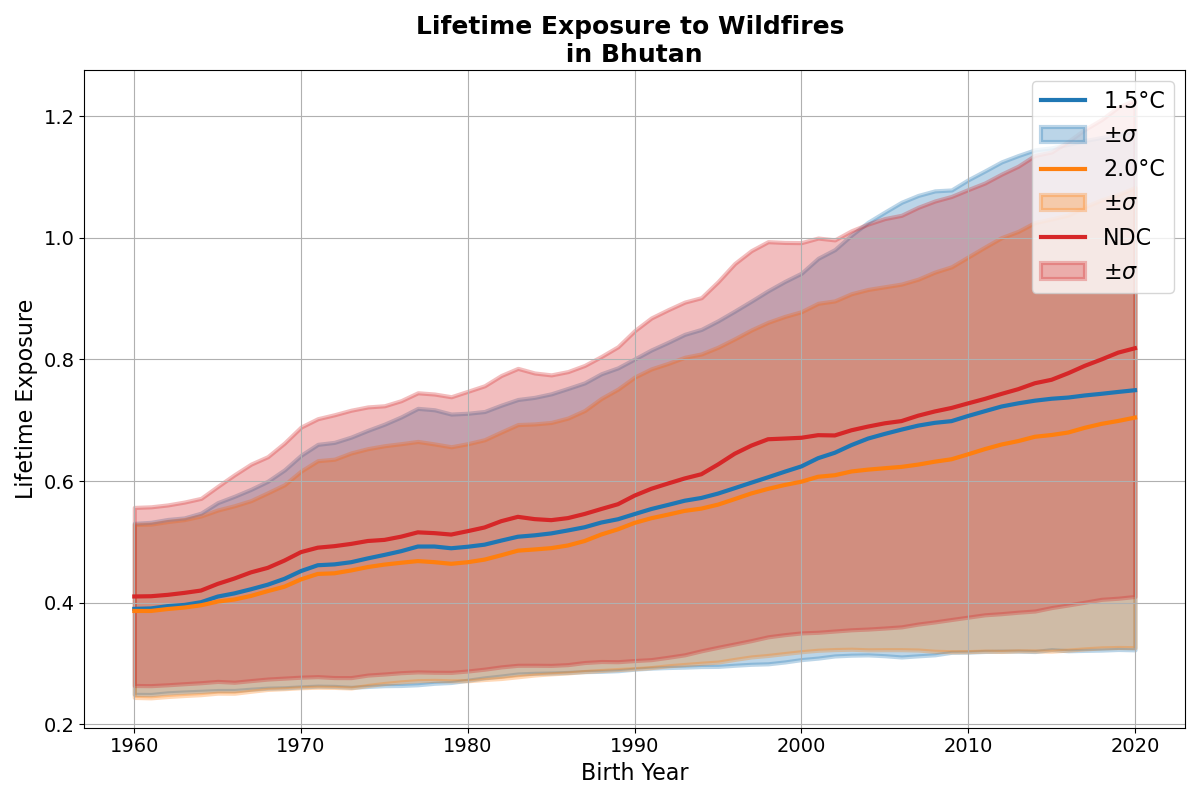 Lifetime Exposure to Wildfires
in Bhutan
1.5°C
±σ
2.0°C
±σ
NDC
±σ
Lifetime Exposure
1.2
1.0
0.8
0.6
0.4
0.2
1960
1970
1980
1990
2000
2010
2020
Birth Year